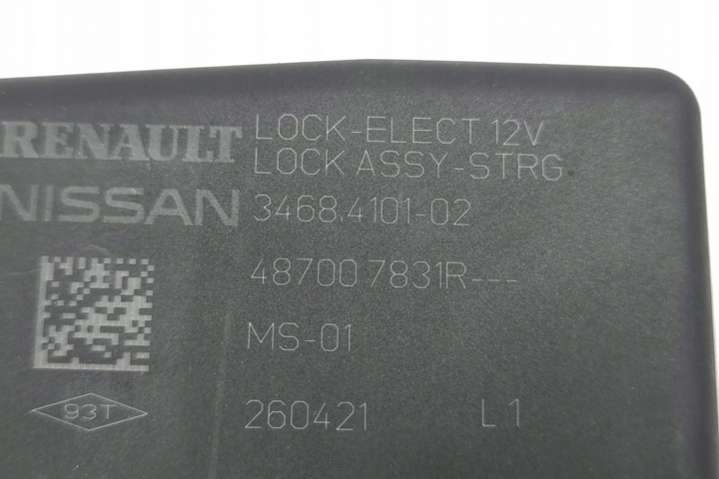 RENAULT LOCK-ELECT 12V
LOCK ASSY-STRG
NISSAN 3468.4101-02
487007831R---
MS-01
93T 260421 L1